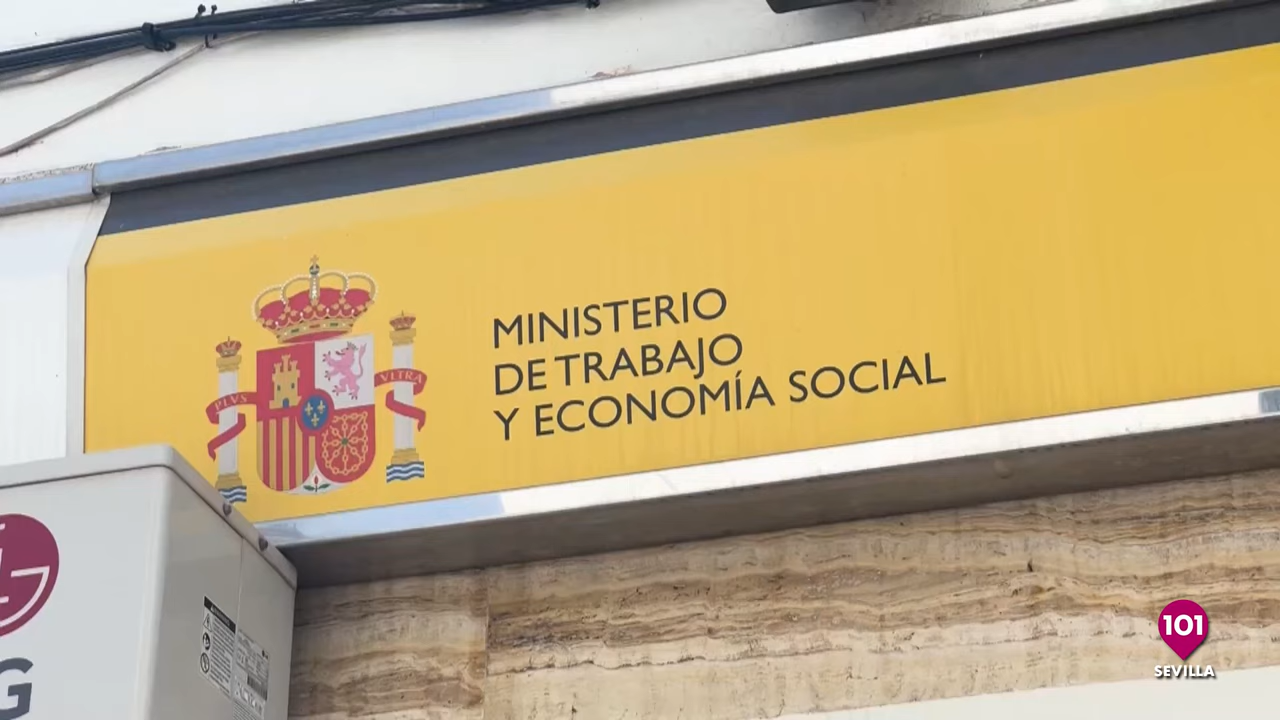 MINISTERIO
DE TRABAJO
Y ECONOMÍA SOCIAL
PLVS
VLTRA
G
101
SEVILLA